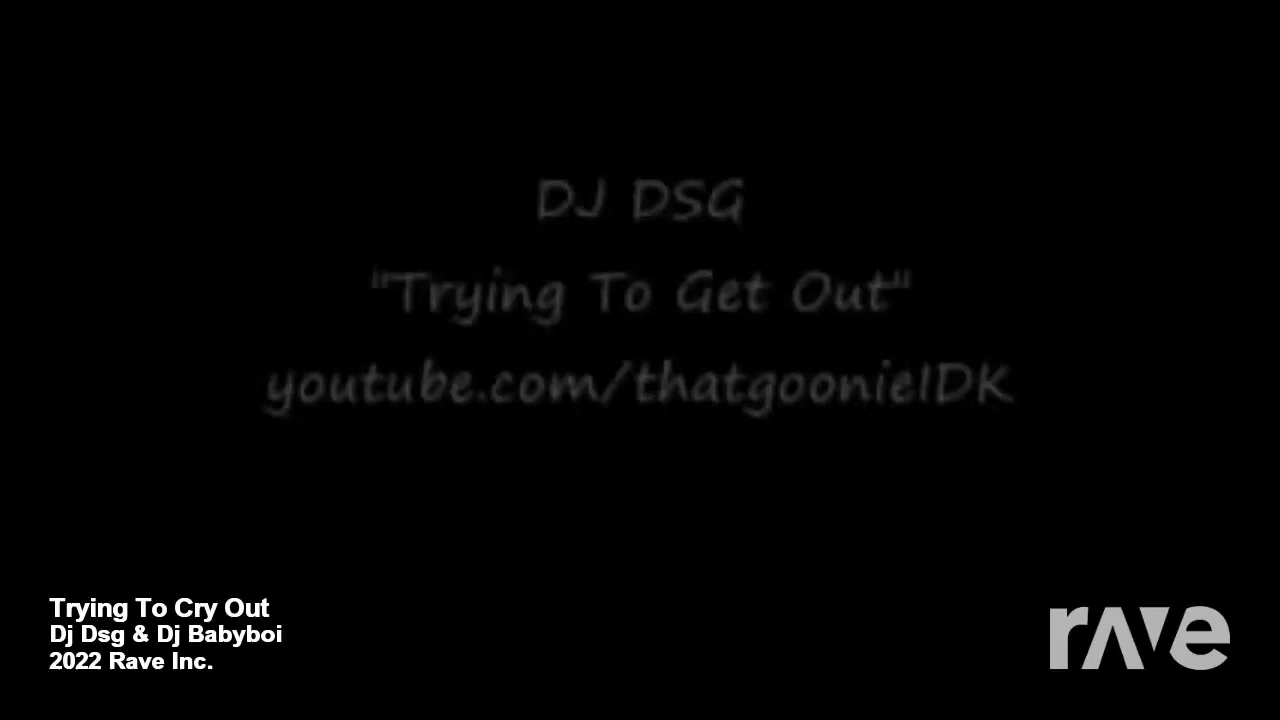 DJ DSG
"Trying To Get Out"
youtube.com/thatgoonieIDK
Trying To Cry Out
Dj Dsg & Dj Babyboi
2022 Rave Inc.
rave